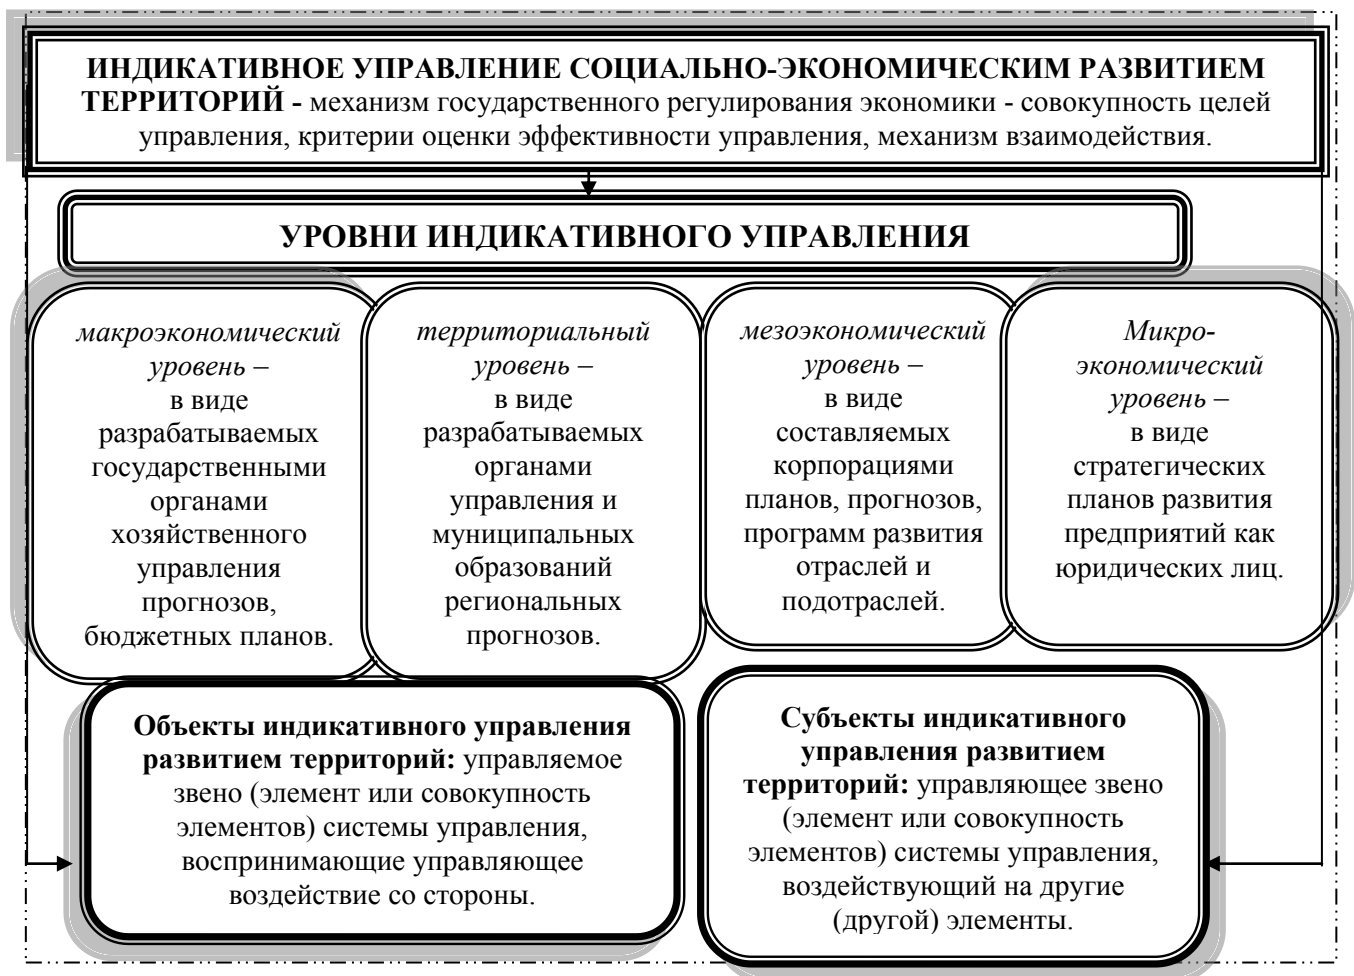 ИНДИКАТИВНОЕ УПРАВЛЕНИЕ СОЦИАЛЬНО-ЭКОНОМИЧЕСКИМ РАЗВИТИЕМ
ТЕРРИТОРИЙ - механизм государственного регулирования экономики - совокупность целей
управления, критерии оценки эффективности управления, механизм взаимодействия.
УРОВНИ ИНДИКАТИВНОГО УПРАВЛЕНИЯ
макроэкономический
уровень –
в виде
разрабатываемых
государственными
органами
хозяйственного
управления
прогнозов,
бюджетных планов.
территориальный
уровень –
в виде
разрабатываемых
органами
управления и
муниципальных
образований
региональных
прогнозов.
мезоэкономический
уровень –
в виде
составляемых
корпорациями
планов, прогнозов,
программ развития
отраслей и
подотраслей.
Микро-
экономический
уровень –
в виде
стратегических
планов развития
предприятий как
юридических лиц.
Объекты индикативного управления
развитием территорий: управляемое
звено (элемент или совокупность
элементов) системы управления,
воспринимающие управляющее
воздействие со стороны.
Субъекты индикативного
управления развитием
территорий: управляющее звено
(элемент или совокупность
элементов) системы управления,
воздействующий на другие
(другой) элементы.